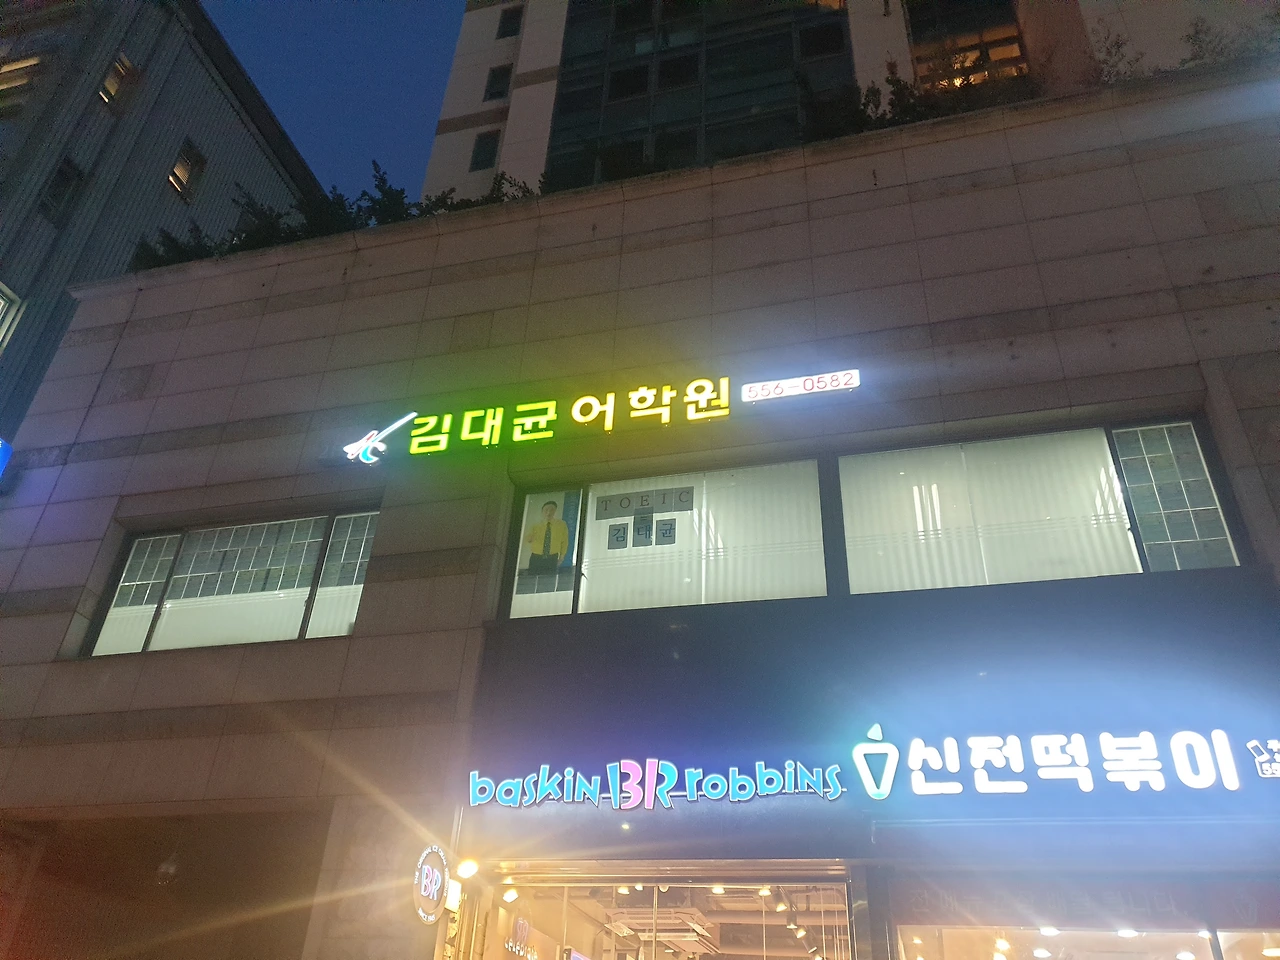 김대균어학원 556-0582
TOEIC
김대균
baskin BR robbins
신전떡볶이
BR